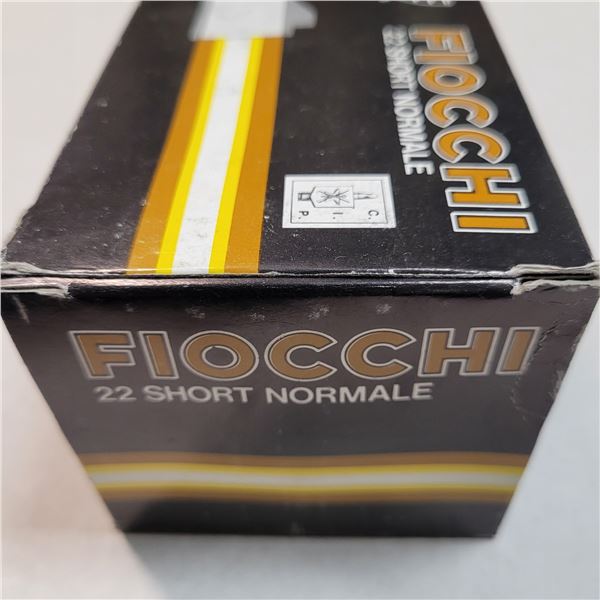 FIOCCHI
22 SHORT NORMALE
P. I. C.
FIOCCHI
22 SHORT NORMALE